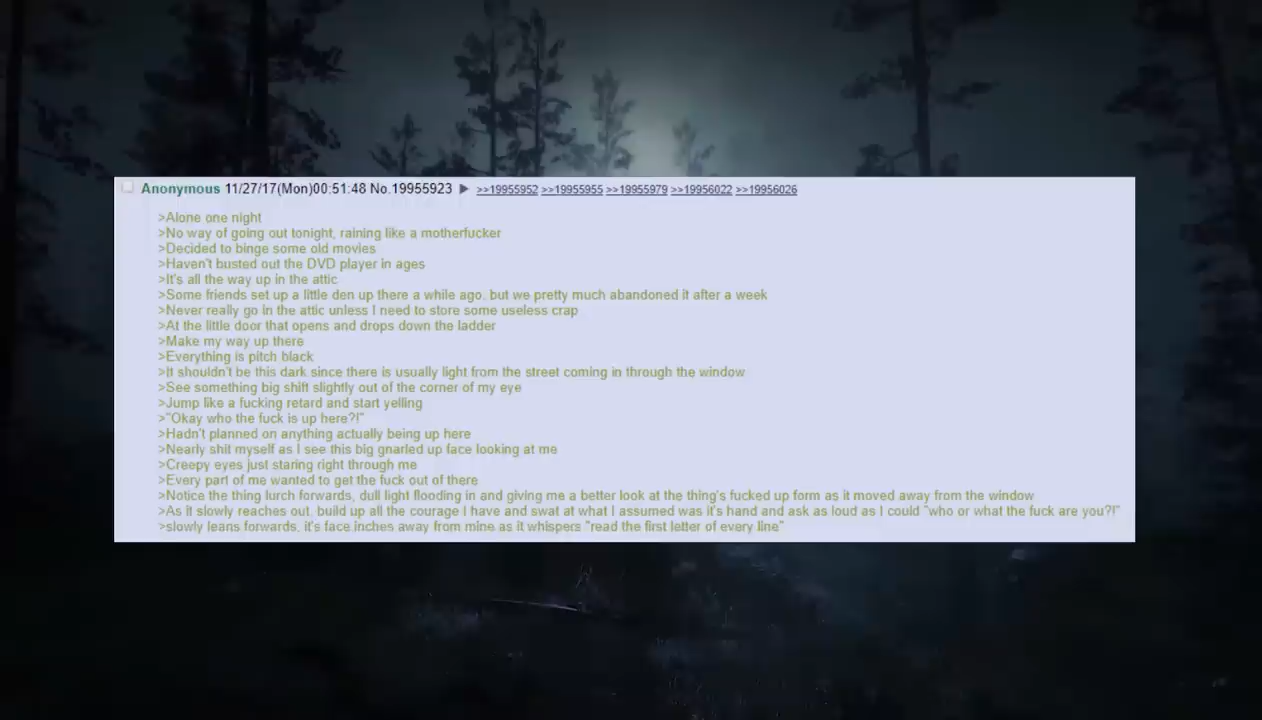 Anonymous 11/27/17(Mon)00:51:48 No.19955923 ▶ >>19955952 >>19955955 >>19955979 >>19956022 >>19956026
>Alone one night
>No way of going out tonight, raining like a motherfucker
>Decided to binge some old movies
>Haven't busted out the DVD player in ages
>It's all the way up in the attic
>Some friends set up a little den up there a while ago, but we pretty much abandoned it after a week
>Never really go in the attic unless I need to store some useless crap
>At the little door that opens and drops down the ladder
>Make my way up there
>Everything is pitch black
>It shouldn't be this dark since there is usually light from the street coming in through the window
>See something big shift slightly out of the corner of my eye
>Jump like a fucking retard and start yelling
>"Okay who the fuck is up here?!"
>Hadn't planned on anything actually being up here
>Nearly shit myself as I see this big gnarled up face looking at me
>Creepy eyes just staring right through me
>Every part of me wanted to get the fuck out of there
>Notice the thing lurch forwards, dull light flooding in and giving me a better look at the thing's fucked up form as it moved away from the window
>As it slowly reaches out, build up all the courage I have and swat at what I assumed was it's hand and ask as loud as I could "who or what the fuck are you?!"
>slowly leans forwards, it's face inches away from mine as it whispers "read the first letter of every line"